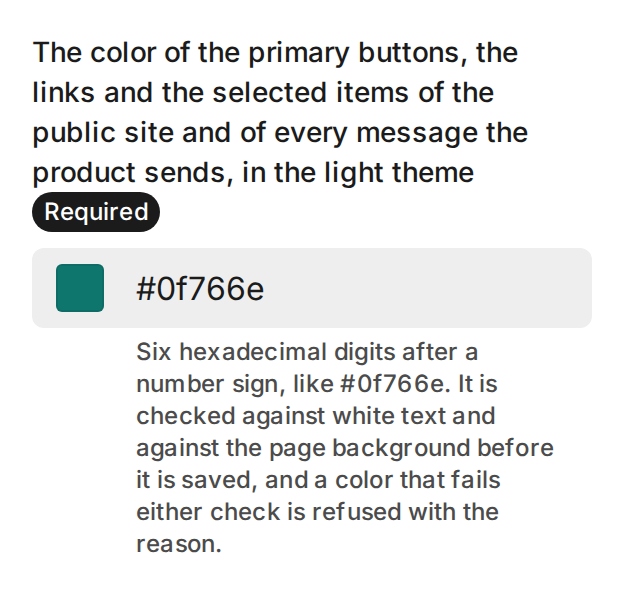 The color of the primary buttons, the
links and the selected items of the
public site and of every message the
product sends, in the light theme
Required
#0f766e
Six hexadecimal digits after a
number sign, like #0f766e. It is
checked against white text and
against the page background before
it is saved, and a color that fails
either check is refused with the
reason.